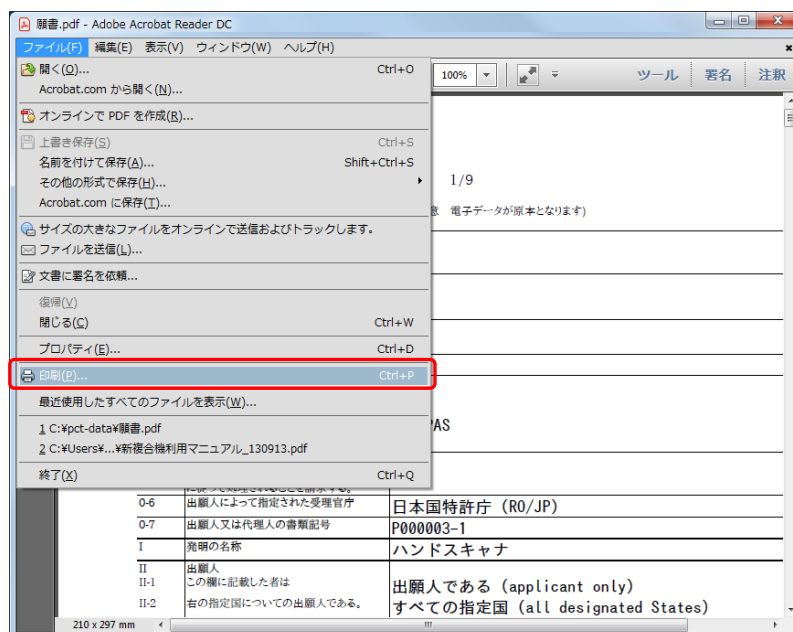 願書.pdf - Adobe Acrobat Reader DC
ファイル(F) 編集(E) 表示(V) ウィンドウ(W) ヘルプ(H)
開く(O)... Ctrl+O
Acrobat.com から開く(N)...
100%
ツール 署名 注釈
オンラインで PDF を作成(R)...
上書き保存(S) Ctrl+S
名前を付けて保存(A)... Shift+Ctrl+S
その他の形式で保存(H)...
Acrobat.com に保存(T)...
1/9
電子データが原本となります)
サイズの大きなファイルをオンラインで送信およびトラックします。
ファイルを送信(L)...
文書に署名を依頼...
復帰(V)
閉じる(C) Ctrl+W
プロパティ(E)... Ctrl+D
印刷(P)... Ctrl+P
最近使用したすべてのファイルを表示(W)...
1 C:¥pct-data¥願書.pdf
2 C:¥Users¥...¥新複合機利用マニュアル_130913.pdf
終了(X) Ctrl+Q
PAS
0-6 出願人によって指定された受理官庁 日本国特許庁 (RO/JP)
0-7 出願人又は代理人の書類記号 P000003-1
I 発明の名称 ハンドスキャナ
II 出願人
II-1 この欄に記載した者は 出願人である (applicant only)
II-2 右の指定国についての出願人である。 すべての指定国 (all designated States)
210 x 297 mm